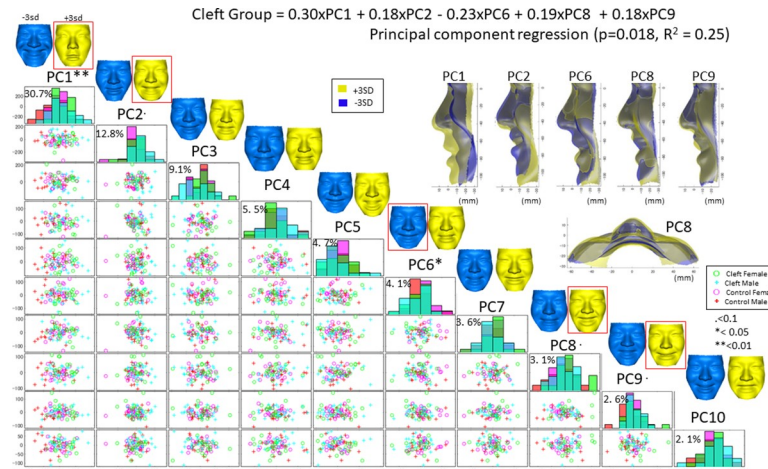 Cleft Group = 0.30xPC1 + 0.18xPC2 - 0.23xPC6 + 0.19xPC8 + 0.18xPC9
Principal component regression (p=0.018, R² = 0.25)
-3sd +3sd
PC1**
30.7%
PC2·
12.8%
PC3
9.1%
PC4
5.5%
PC5
4.7%
PC6*
4.1%
PC7
3.6%
PC8·
3.1%
PC9·
2.6%
PC10
2.1%
+3SD
-3SD
PC1 PC2 PC6 PC8 PC9
(mm) (mm) (mm) (mm) (mm)
PC8
(mm)
Cleft Female
Cleft Male
Control Fema
Control Male
.<0.1
*< 0.05
**<0.01